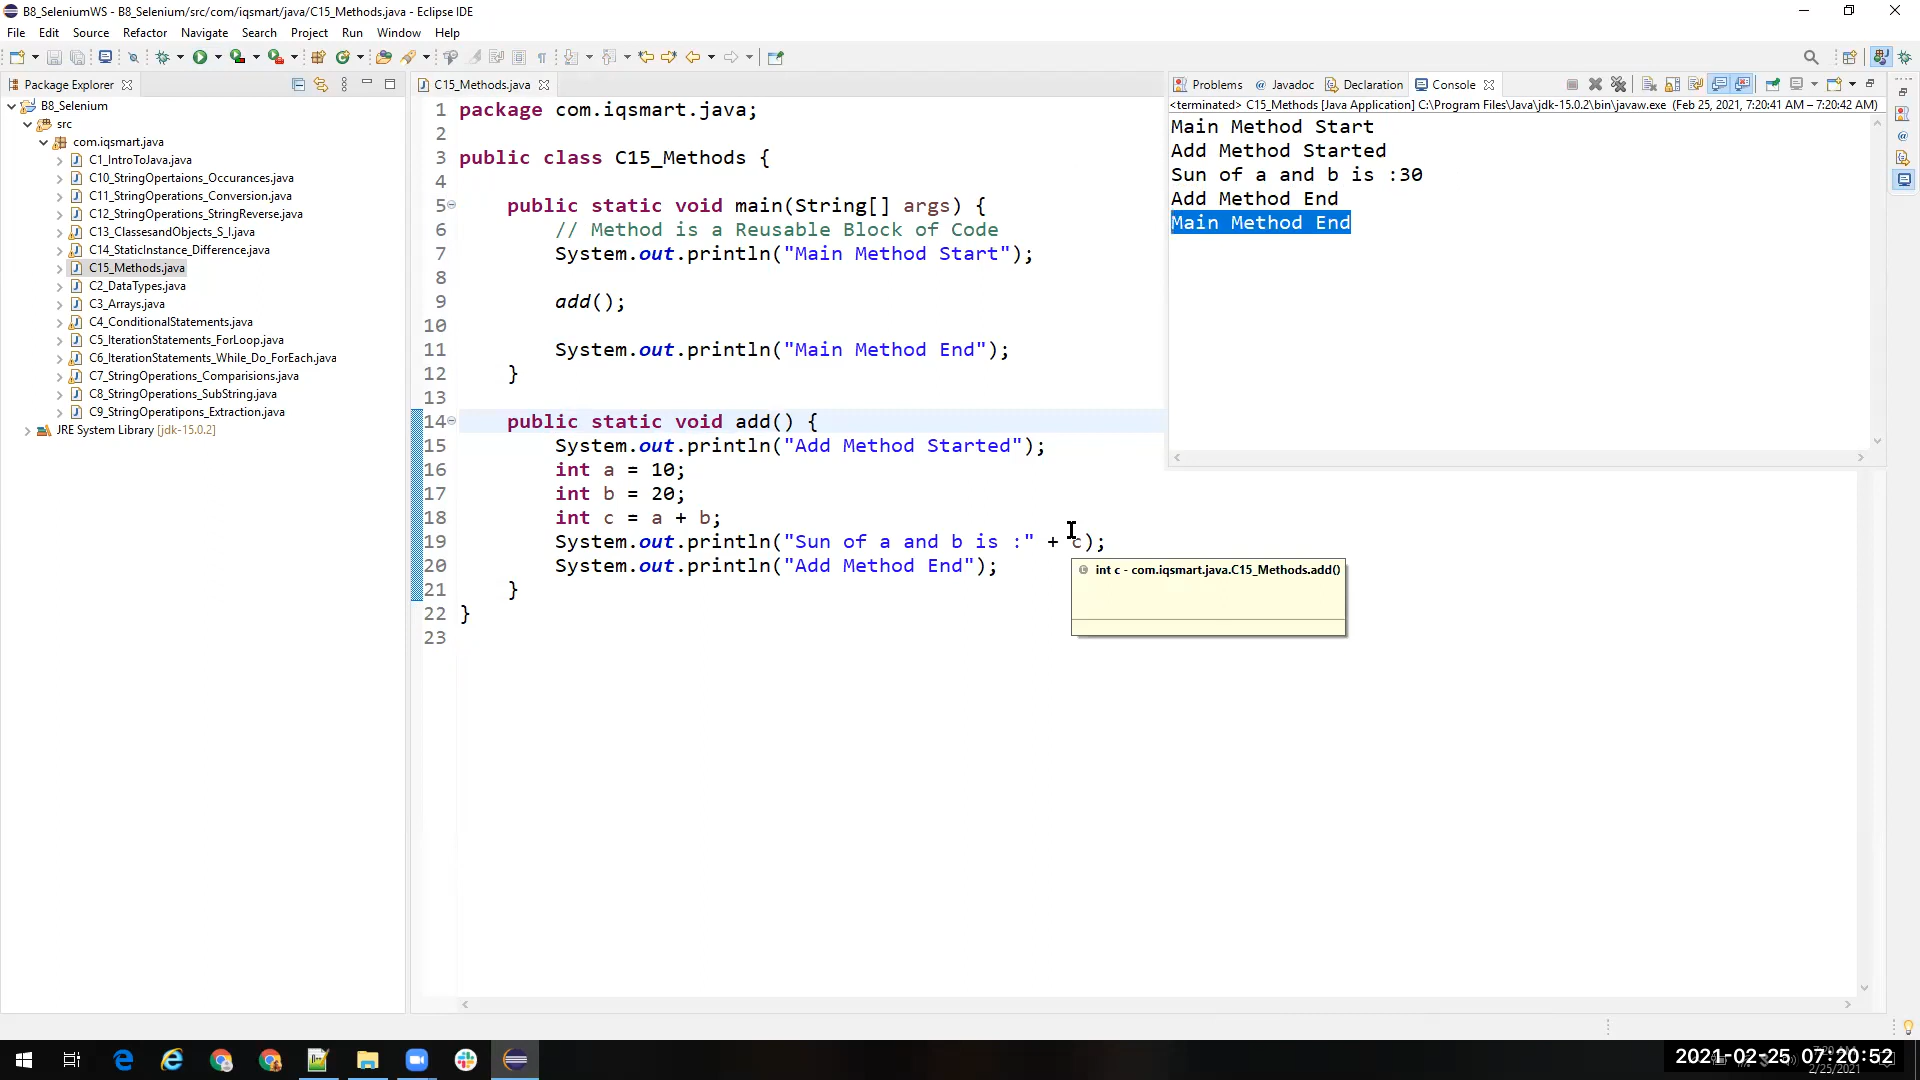 B8_SeleniumWS - B8_Selenium/src/com/iqsmart/java/C15_Methods.java - Eclipse IDE
File Edit Source Refactor Navigate Search Project Run Window Help
Package Explorer
B8_Selenium
src
com.iqsmart.java
C1_IntroToJava.java
C10_StringOpertaions_Occurances.java
C11_StringOperations_Conversion.java
C12_StringOperations_StringReverse.java
C13_ClassesandObjects_S_I.java
C14_StaticInstance_Difference.java
C15_Methods.java
C2_DataTypes.java
C3_Arrays.java
C4_ConditionalStatements.java
C5_IterationStatements_ForLoop.java
C6_IterationStatements_While_Do_ForEach.java
C7_StringOperations_Comparisions.java
C8_StringOperations_SubString.java
C9_StringOperatipons_Extraction.java
JRE System Library [jdk-15.0.2]
C15_Methods.java
1 package com.iqsmart.java;
2
3 public class C15_Methods {
4
5 public static void main(String[] args) {
6 // Method is a Reusable Block of Code
7 System.out.println("Main Method Start");
8
9 add();
10
11 System.out.println("Main Method End");
12 }
13
14 public static void add() {
15 System.out.println("Add Method Started");
16 int a = 10;
17 int b = 20;
18 int c = a + b;
19 System.out.println("Sun of a and b is :" + c);
20 System.out.println("Add Method End");
21 }
22 }
23
int c - com.iqsmart.java.C15_Methods.add()
Problems Javadoc Declaration Console
<terminated> C15_Methods [Java Application] C:\Program Files\Java\jdk-15.0.2\bin\javaw.exe (Feb 25, 2021, 7:20:41 AM – 7:20:42 AM)
Main Method Start
Add Method Started
Sun of a and b is :30
Add Method End
Main Method End
2021-02-25 07:20:52
2/25/2021